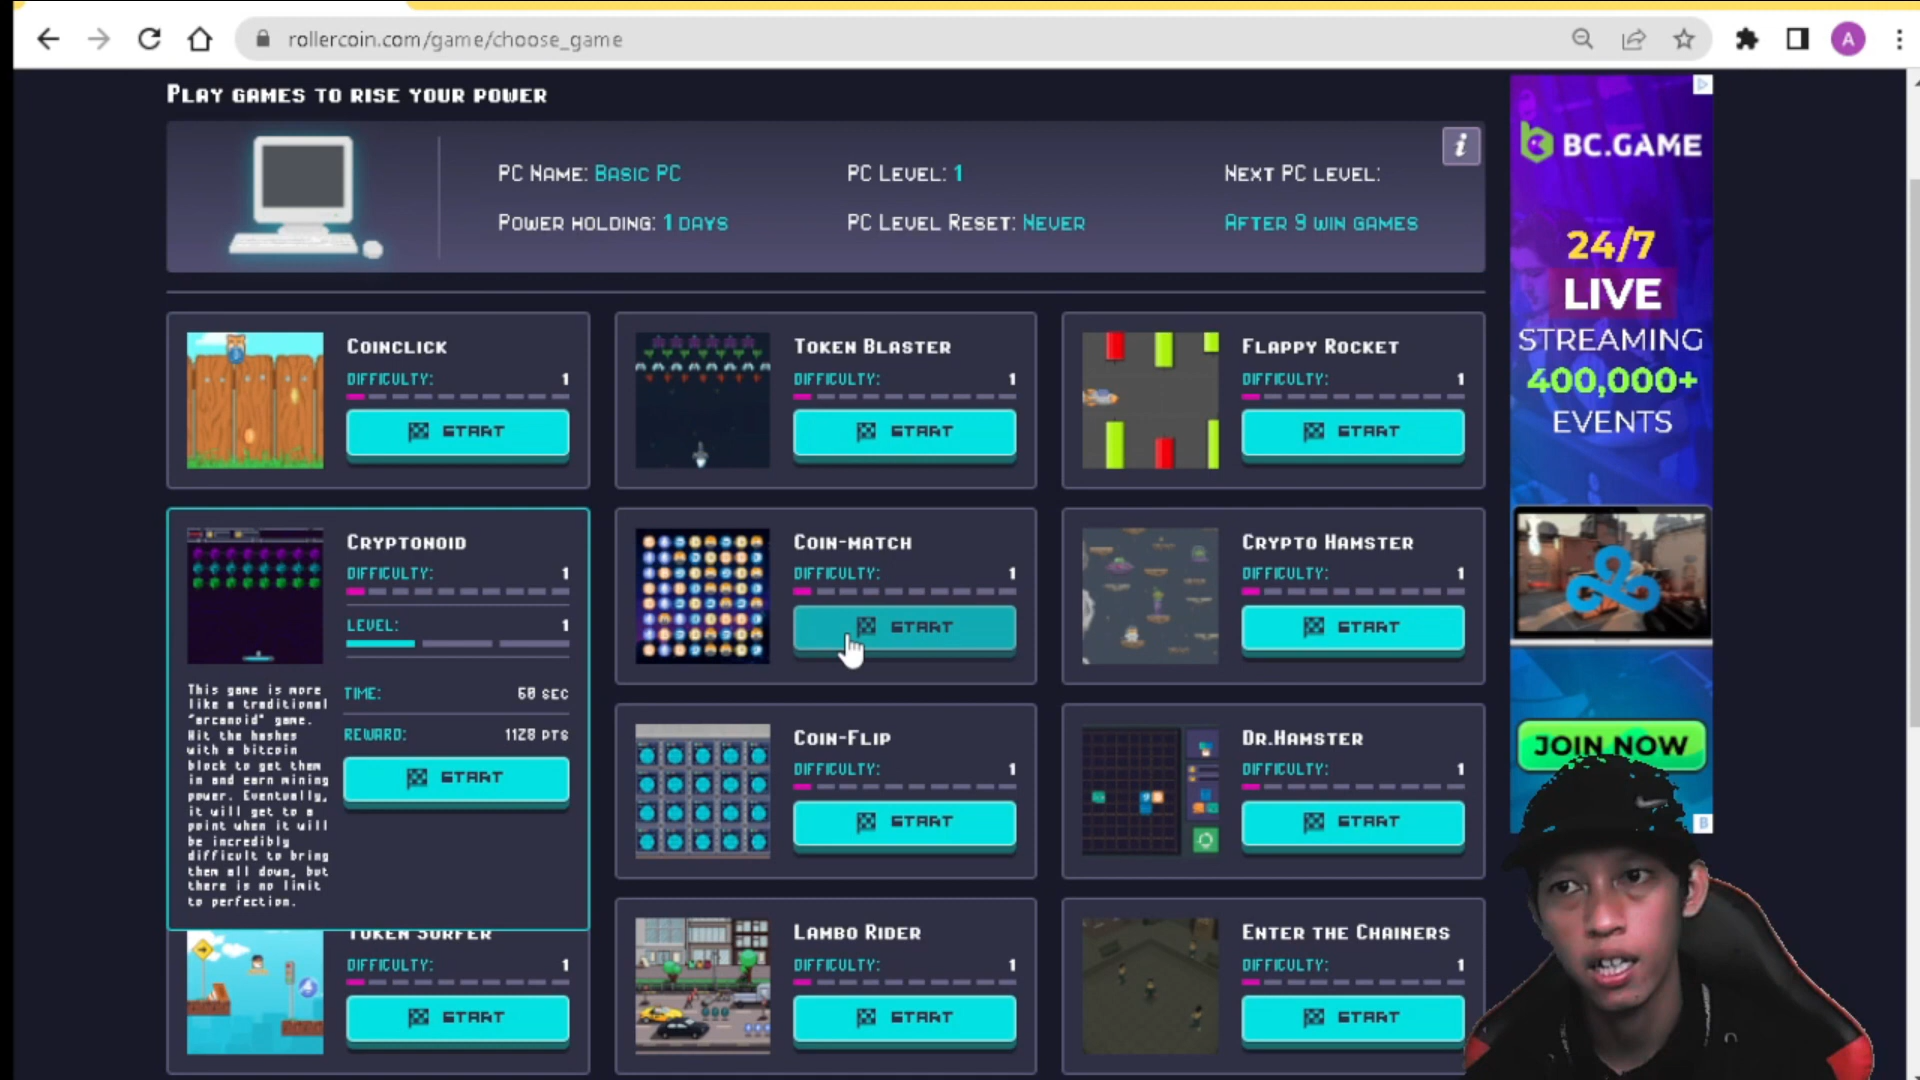 rollercoin.com/game/choose_game
A
PLAY GAMES TO RISE YOUR POWER
PC NAME: BASIC PC
PC LEVEL: 1
NEXT PC LEVEL:
POWER HOLDING: 1 DAYS
PC LEVEL RESET: NEVER
AFTER 9 WIN GAMES
i
COINCLICK
DIFFICULTY: 1
START
TOKEN BLASTER
DIFFICULTY: 1
START
FLAPPY ROCKET
DIFFICULTY: 1
START
CRYPTONOID
DIFFICULTY: 1
LEVEL: 1
TIME: 60 SEC
REWARD: 1128 PTS
START
This game is more
like a traditional
"arcanoid" game.
Hit the hashes
with a bitcoin
block to get them
in and earn mining
power. Eventually,
it will get to a
point when it will
be incredibly
difficult to bring
them all down, but
there is no limit
to perfection.
COIN-MATCH
DIFFICULTY: 1
START
CRYPTO HAMSTER
DIFFICULTY: 1
START
COIN-FLIP
DIFFICULTY: 1
START
DR.HAMSTER
DIFFICULTY: 1
START
TOKEN SURFER
DIFFICULTY: 1
START
LAMBO RIDER
DIFFICULTY: 1
START
ENTER THE CHAINERS
DIFFICULTY: 1
START
BC.GAME
24/7
LIVE
STREAMING
400,000+
EVENTS
JOIN NOW
B